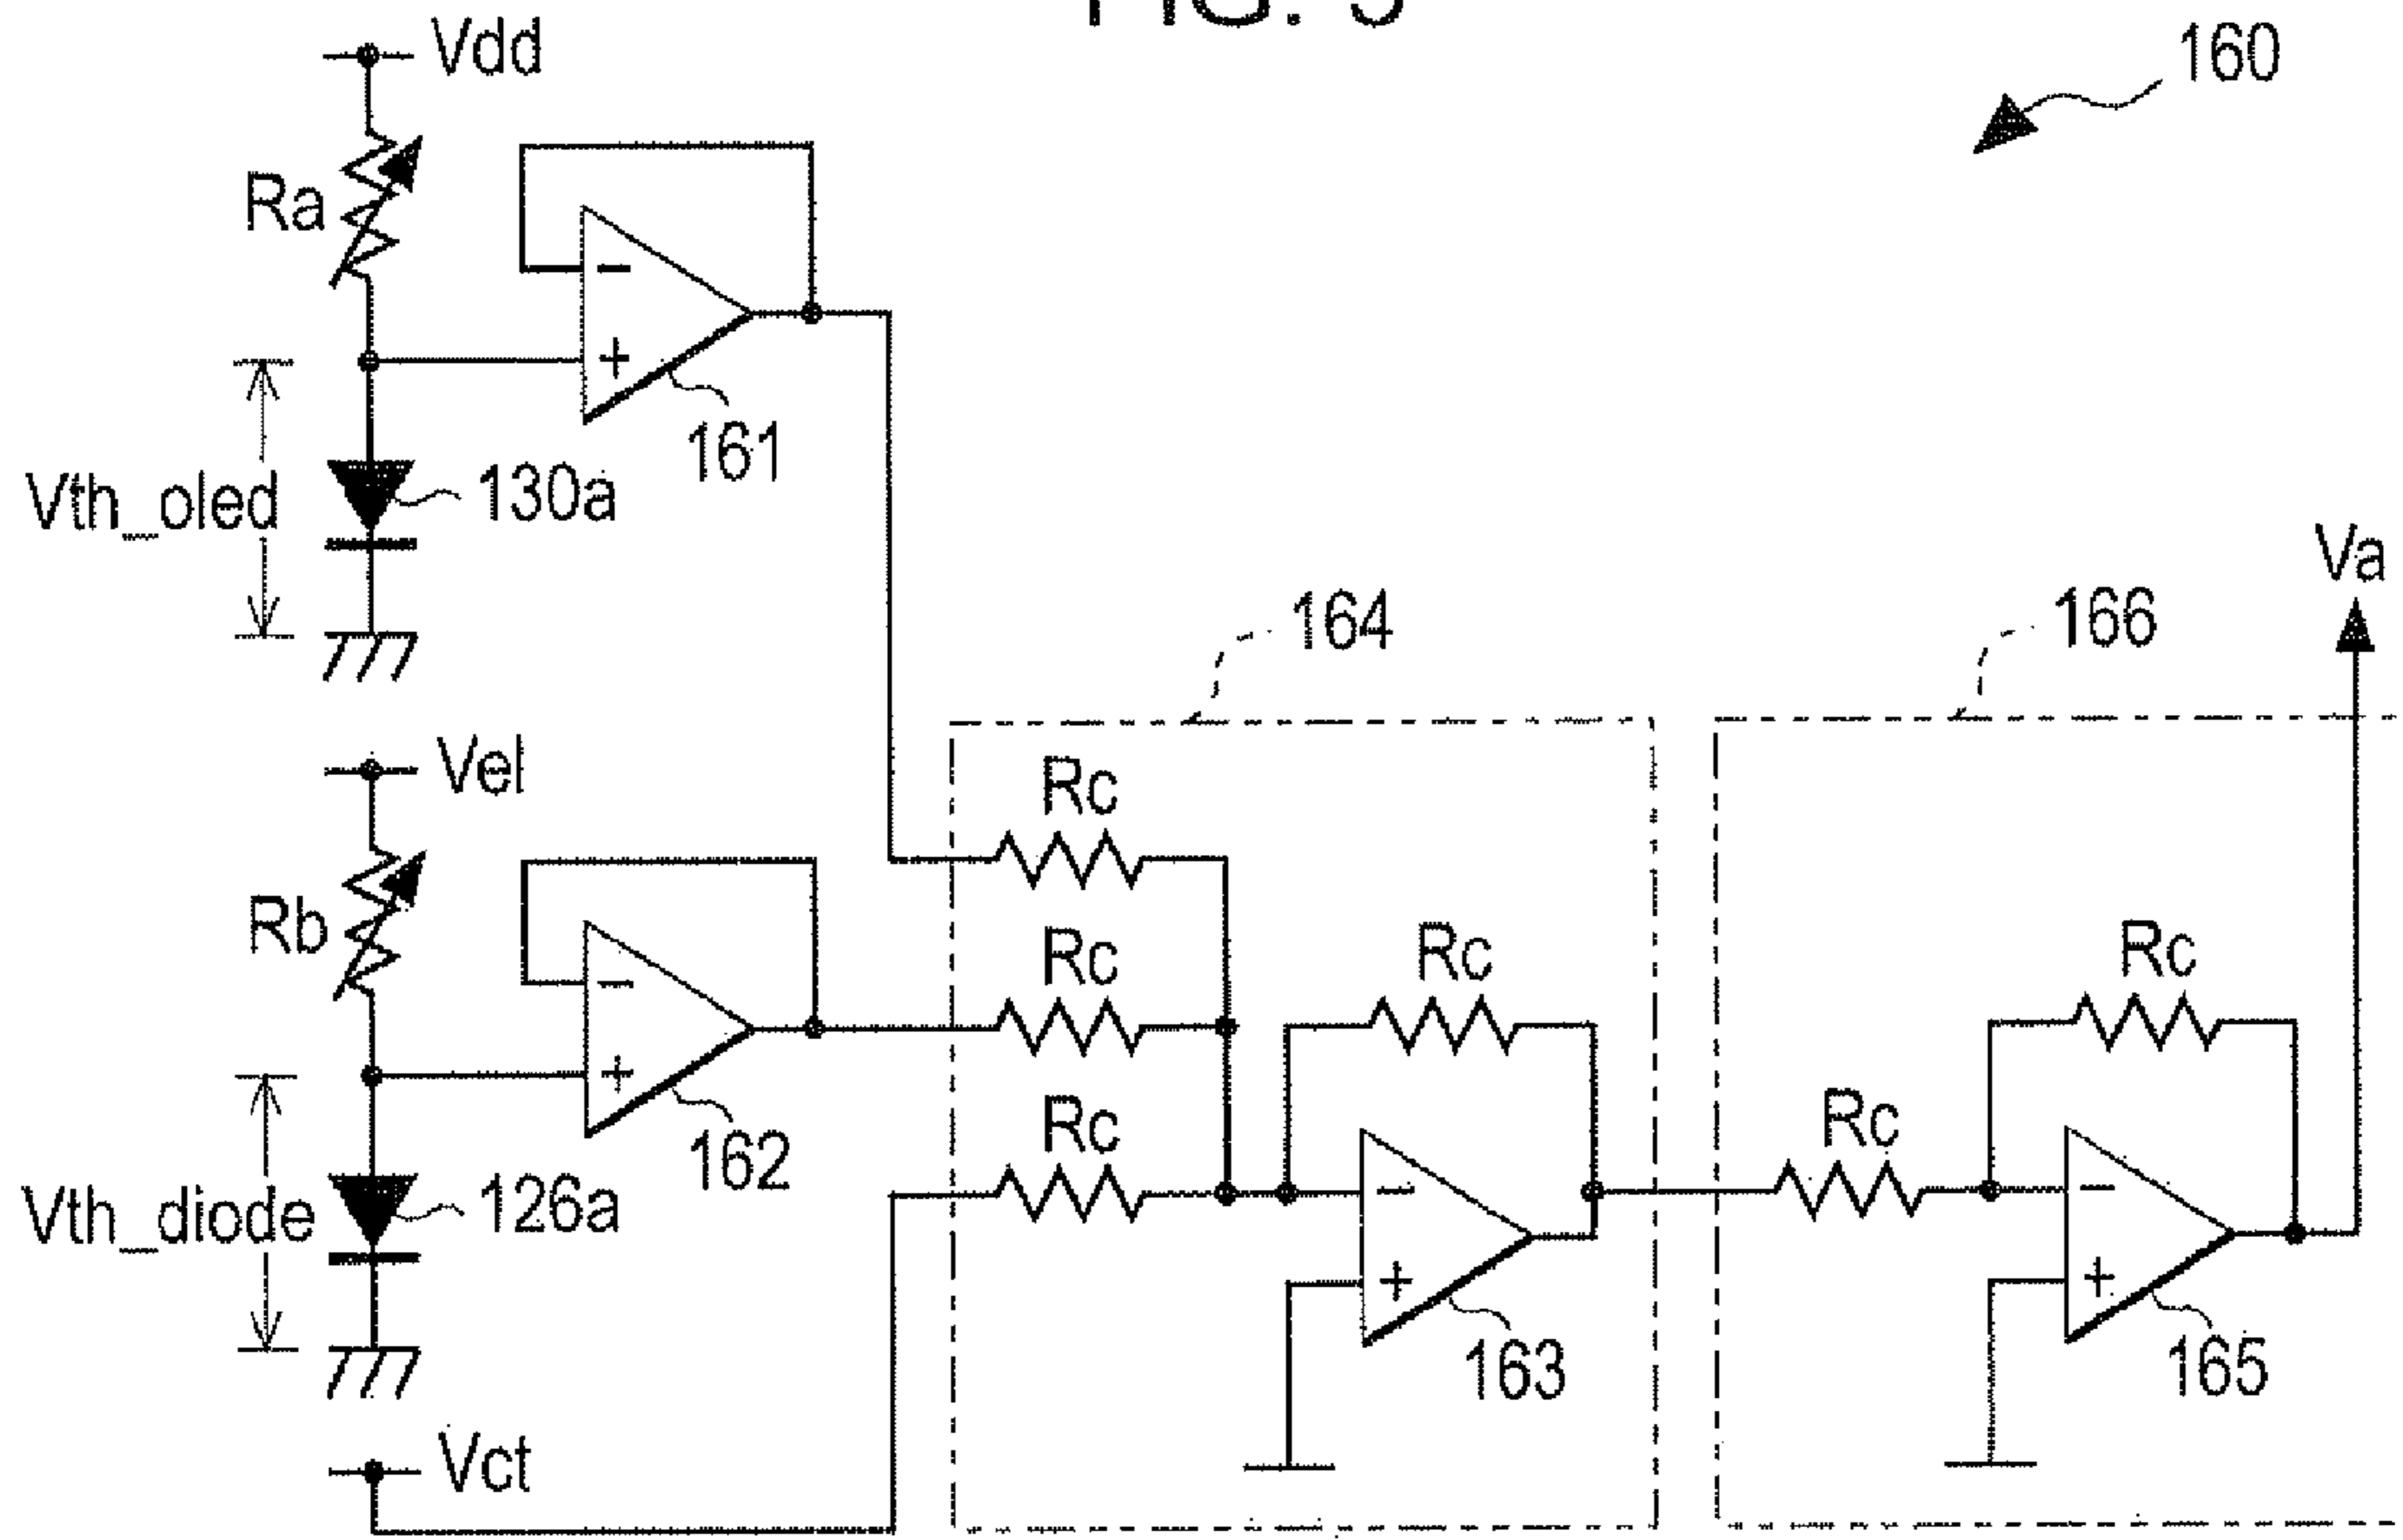 Vdd
160
Ra
−
+
161
Vth_oled
130a
Va
164
166
Vel
Rc
Rb
Rc
Rc
Rc
−
+
162
Rc
Rc
Vth_diode
126a
−
+
163
−
+
165
Vct